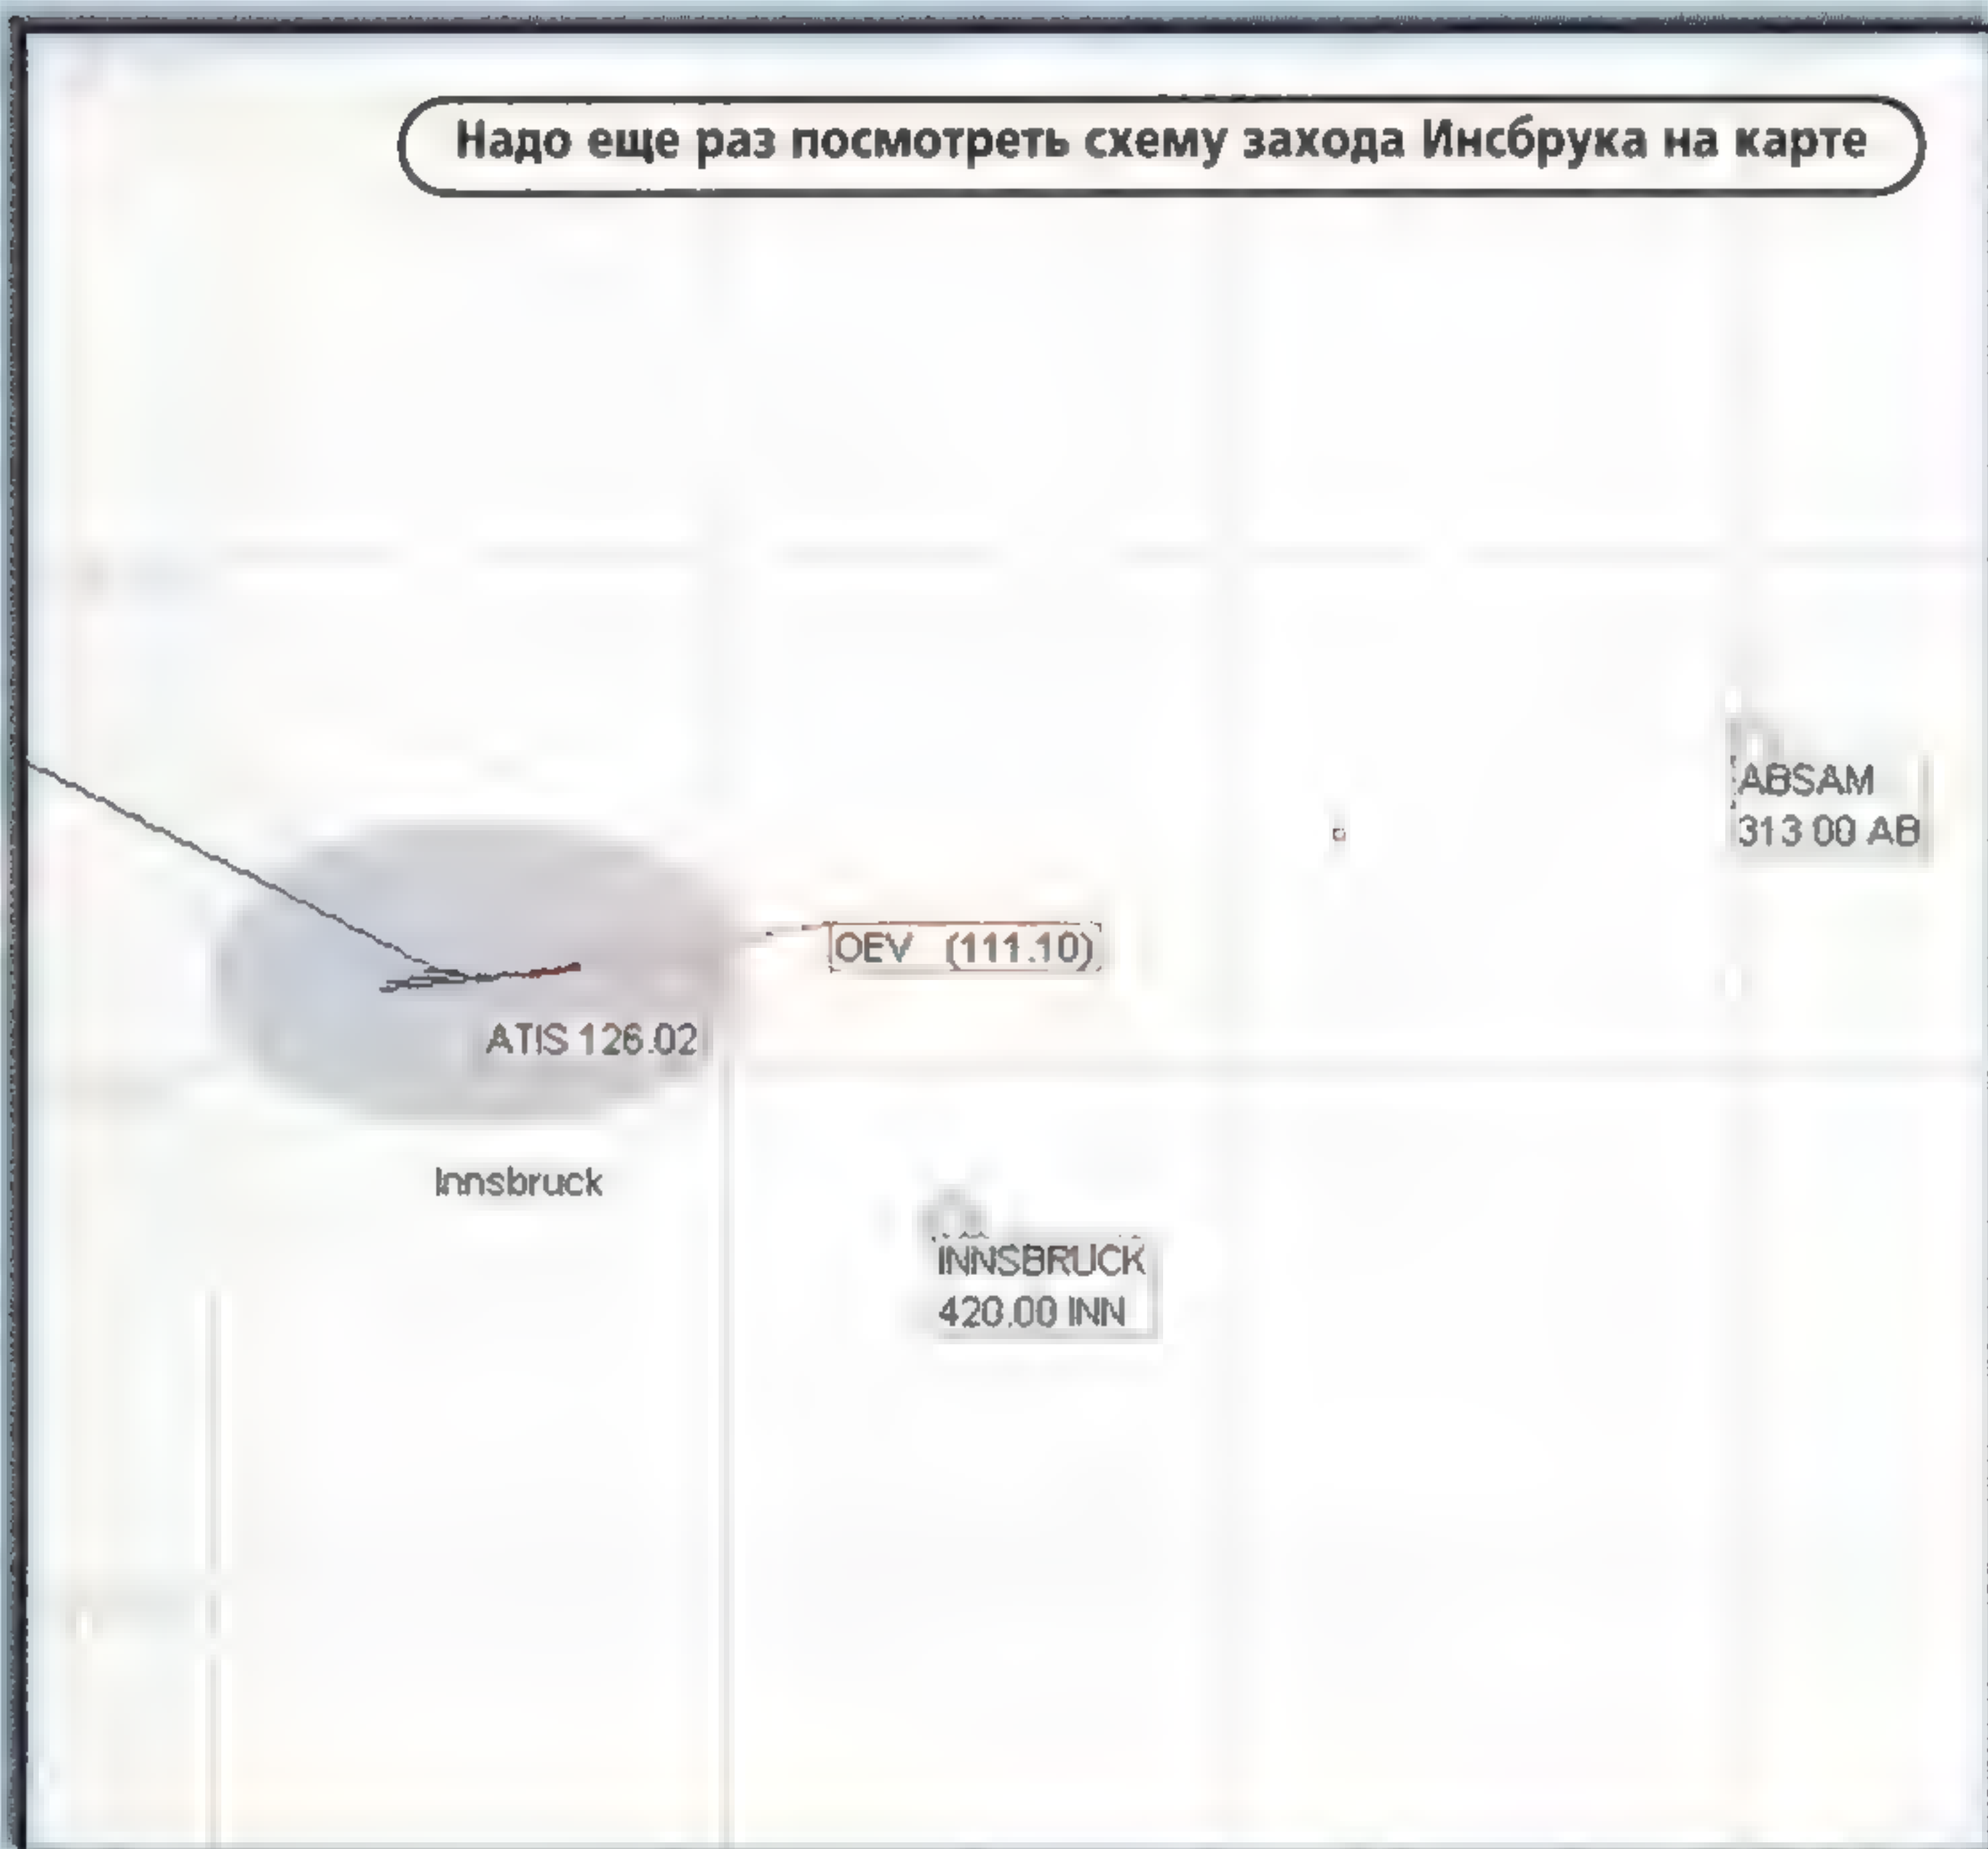 Надо еще раз посмотреть схему захода Инсбрука на карте
ABSAM
313 00 AB
OEV (111.10)
ATIS 126.02
Innsbruck
INNSBRUCK
420.00 INN